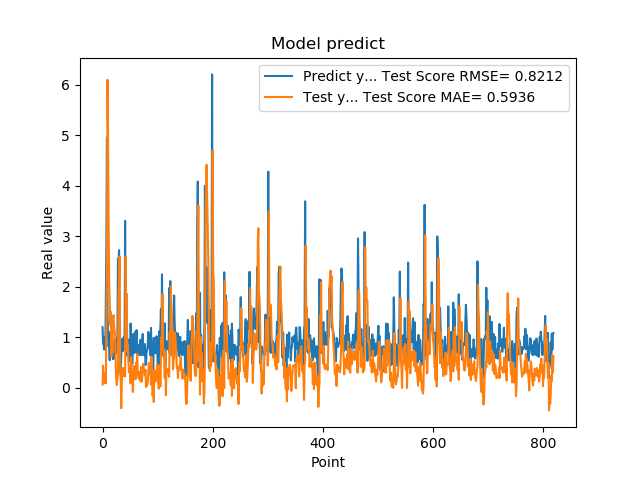 Model predict
Predict y... Test Score RMSE= 0.8212
Test y... Test Score MAE= 0.5936
Real value
6
5
4
3
2
1
0
0 200 400 600 800
Point